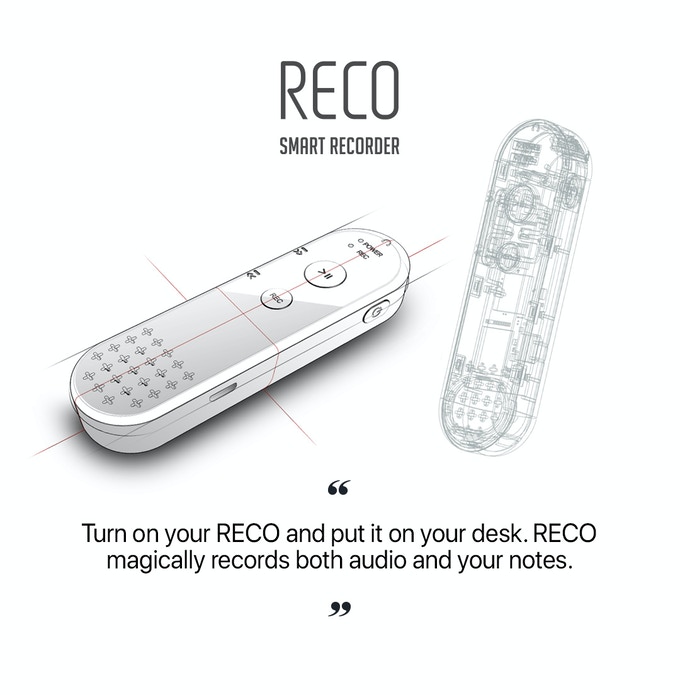 RECO
SMART RECORDER
POWER
REC
REC
“
Turn on your RECO and put it on your desk. RECO
magically records both audio and your notes.
”